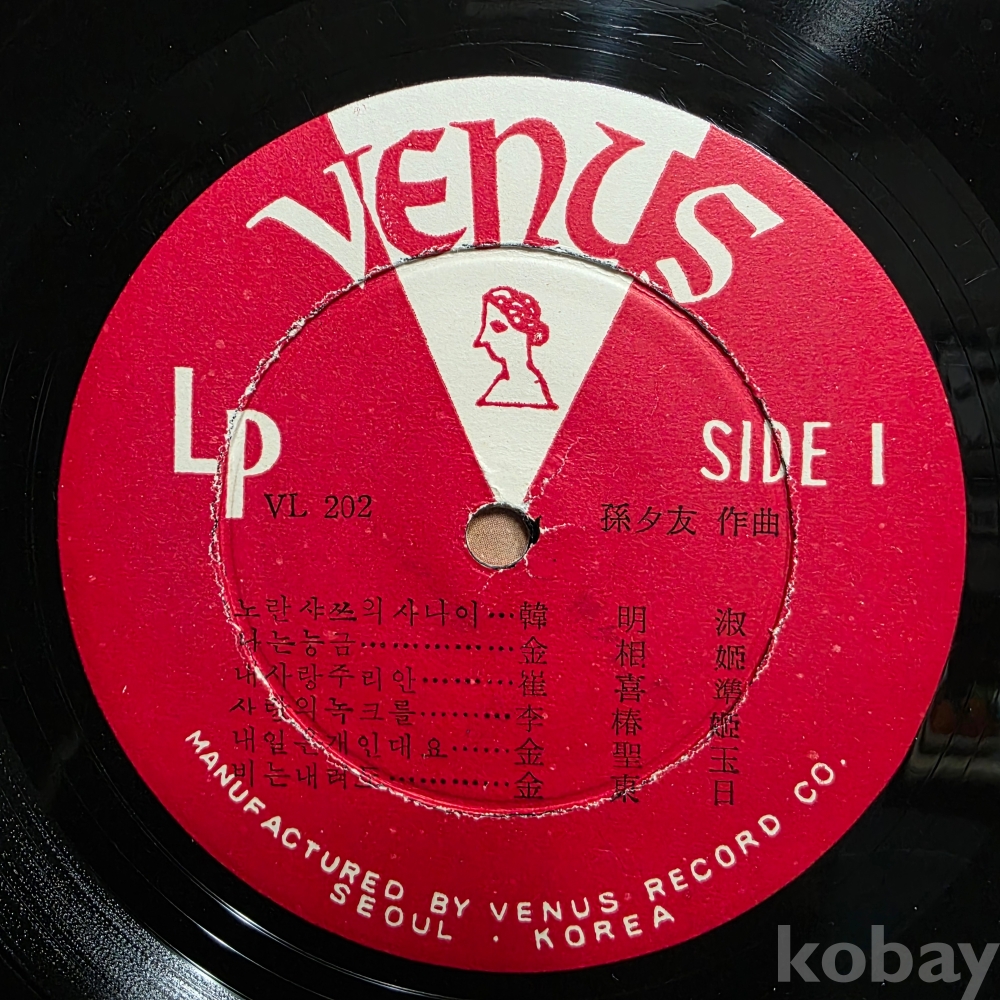 VENUS
Lp
SIDE I
VL 202
孫夕友 作曲
노란샤쓰의사나이…韓明淑
나는능금………金相姬
내사랑주리안………崔喜準
사랑의녹크를………李椿姬
내일은개인대요……金聖玉
비는내려도………金東日
MANUFACTURED BY VENUS RECORD CO.
SEOUL · KOREA
kobay